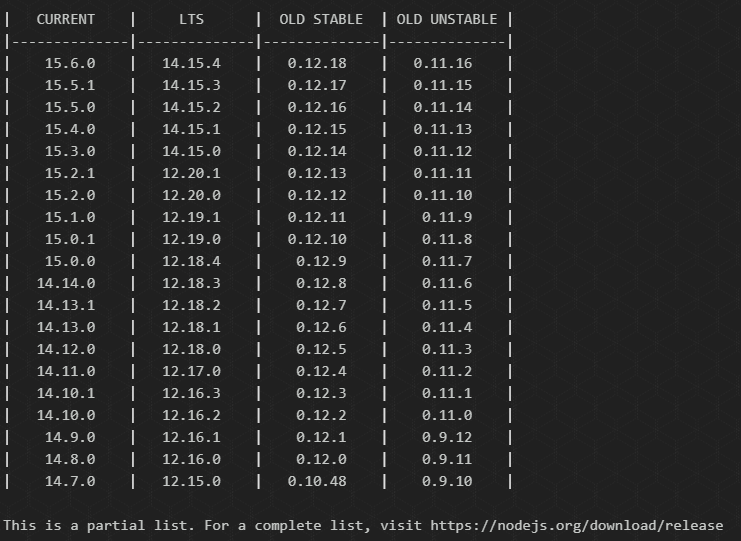 |   CURRENT    |     LTS      |  OLD STABLE  | OLD UNSTABLE |
|--------------|--------------|--------------|--------------|
|    15.6.0    |   14.15.4    |   0.12.18    |   0.11.16    |
|    15.5.1    |   14.15.3    |   0.12.17    |   0.11.15    |
|    15.5.0    |   14.15.2    |   0.12.16    |   0.11.14    |
|    15.4.0    |   14.15.1    |   0.12.15    |   0.11.13    |
|    15.3.0    |   14.15.0    |   0.12.14    |   0.11.12    |
|    15.2.1    |   12.20.1    |   0.12.13    |   0.11.11    |
|    15.2.0    |   12.20.0    |   0.12.12    |   0.11.10    |
|    15.1.0    |   12.19.1    |   0.12.11    |    0.11.9    |
|    15.0.1    |   12.19.0    |   0.12.10    |    0.11.8    |
|    15.0.0    |   12.18.4    |    0.12.9    |    0.11.7    |
|   14.14.0    |   12.18.3    |    0.12.8    |    0.11.6    |
|   14.13.1    |   12.18.2    |    0.12.7    |    0.11.5    |
|   14.13.0    |   12.18.1    |    0.12.6    |    0.11.4    |
|   14.12.0    |   12.18.0    |    0.12.5    |    0.11.3    |
|   14.11.0    |   12.17.0    |    0.12.4    |    0.11.2    |
|   14.10.1    |   12.16.3    |    0.12.3    |    0.11.1    |
|   14.10.0    |   12.16.2    |    0.12.2    |    0.11.0    |
|    14.9.0    |   12.16.1    |    0.12.1    |    0.9.12    |
|    14.8.0    |   12.16.0    |    0.12.0    |    0.9.11    |
|    14.7.0    |   12.15.0    |   0.10.48    |    0.9.10    |
This is a partial list. For a complete list, visit https://nodejs.org/download/release